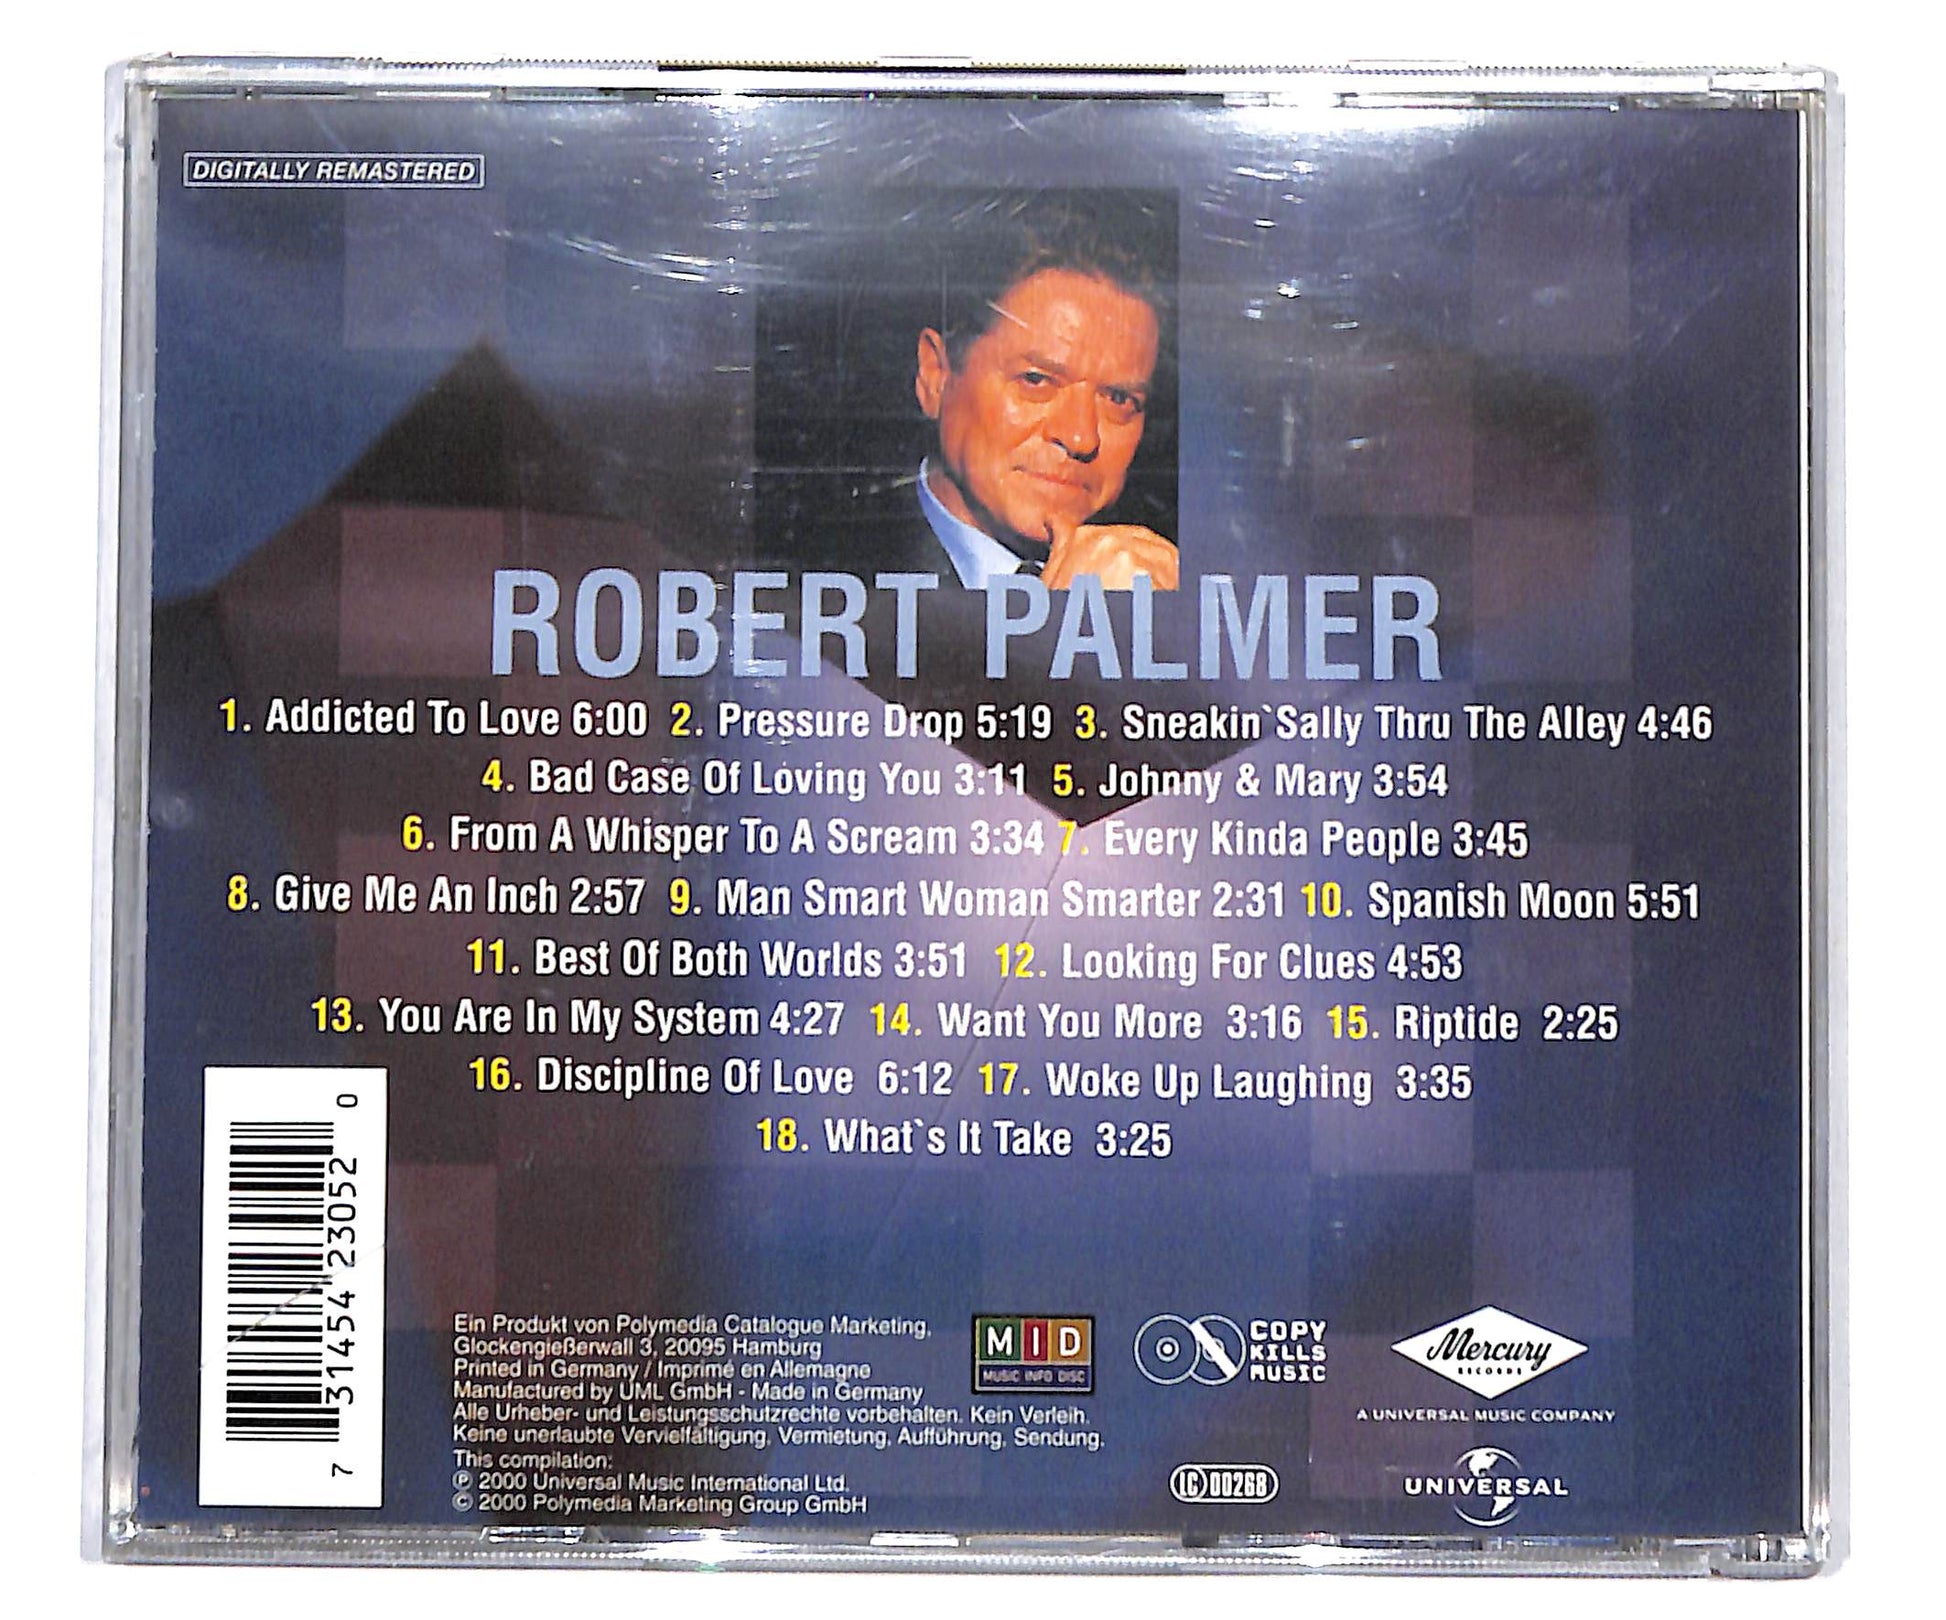 DIGITALLY REMASTERED
ROBERT PALMER
1. Addicted To Love 6:00 2. Pressure Drop 5:19 3. Sneakin`Sally Thru The Alley 4:46
4. Bad Case Of Loving You 3:11 5. Johnny & Mary 3:54
6. From A Whisper To A Scream 3:34 7. Every Kinda People 3:45
8. Give Me An Inch 2:57 9. Man Smart Woman Smarter 2:31 10. Spanish Moon 5:51
11. Best Of Both Worlds 3:51 12. Looking For Clues 4:53
13. You Are In My System 4:27 14. Want You More 3:16 15. Riptide 2:25
16. Discipline Of Love 6:12 17. Woke Up Laughing 3:35
18. What`s It Take 3:25
7 31454 23052 0
Ein Produkt von Polymedia Catalogue Marketing,
Glockengießerwall 3, 20095 Hamburg
Printed in Germany / Imprimé en Allemagne
Manufactured by UML GmbH - Made in Germany
Alle Urheber- und Leistungsschutzrechte vorbehalten. Kein Verleih.
Keine unerlaubte Vervielfältigung, Vermietung, Aufführung, Sendung.
This compilation:
℗ 2000 Universal Music International Ltd.
© 2000 Polymedia Marketing Group GmbH
MID
MUSIC INFO DISC
COPY
KILLS
MUSIC
LC 00268
Mercury
RECORDS
A UNIVERSAL MUSIC COMPANY
UNIVERSAL